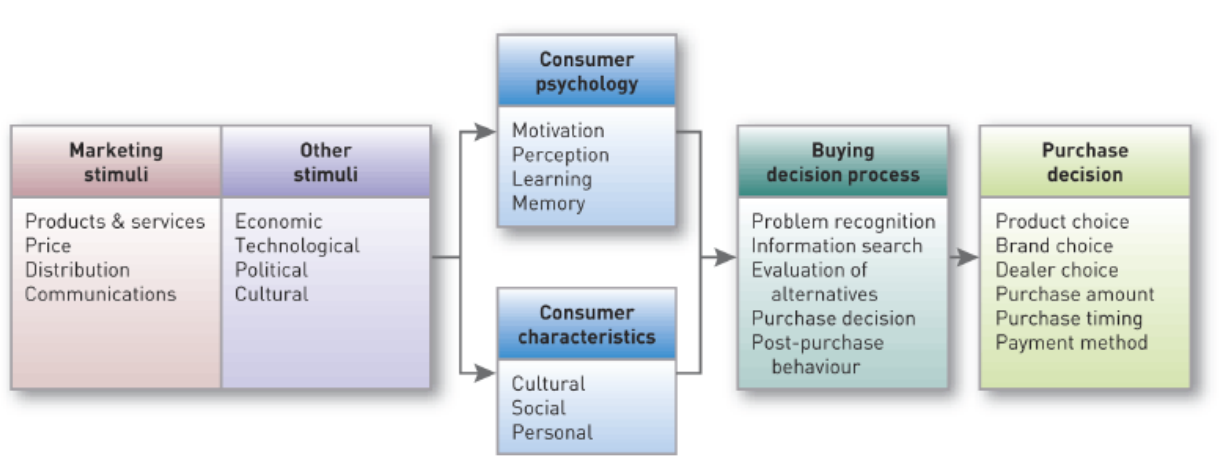 Marketing
stimuli
Products & services
Price
Distribution
Communications
Other
stimuli
Economic
Technological
Political
Cultural
Consumer
psychology
Motivation
Perception
Learning
Memory
Consumer
characteristics
Cultural
Social
Personal
Buying
decision process
Problem recognition
Information search
Evaluation of
alternatives
Purchase decision
Post-purchase
behaviour
Purchase
decision
Product choice
Brand choice
Dealer choice
Purchase amount
Purchase timing
Payment method